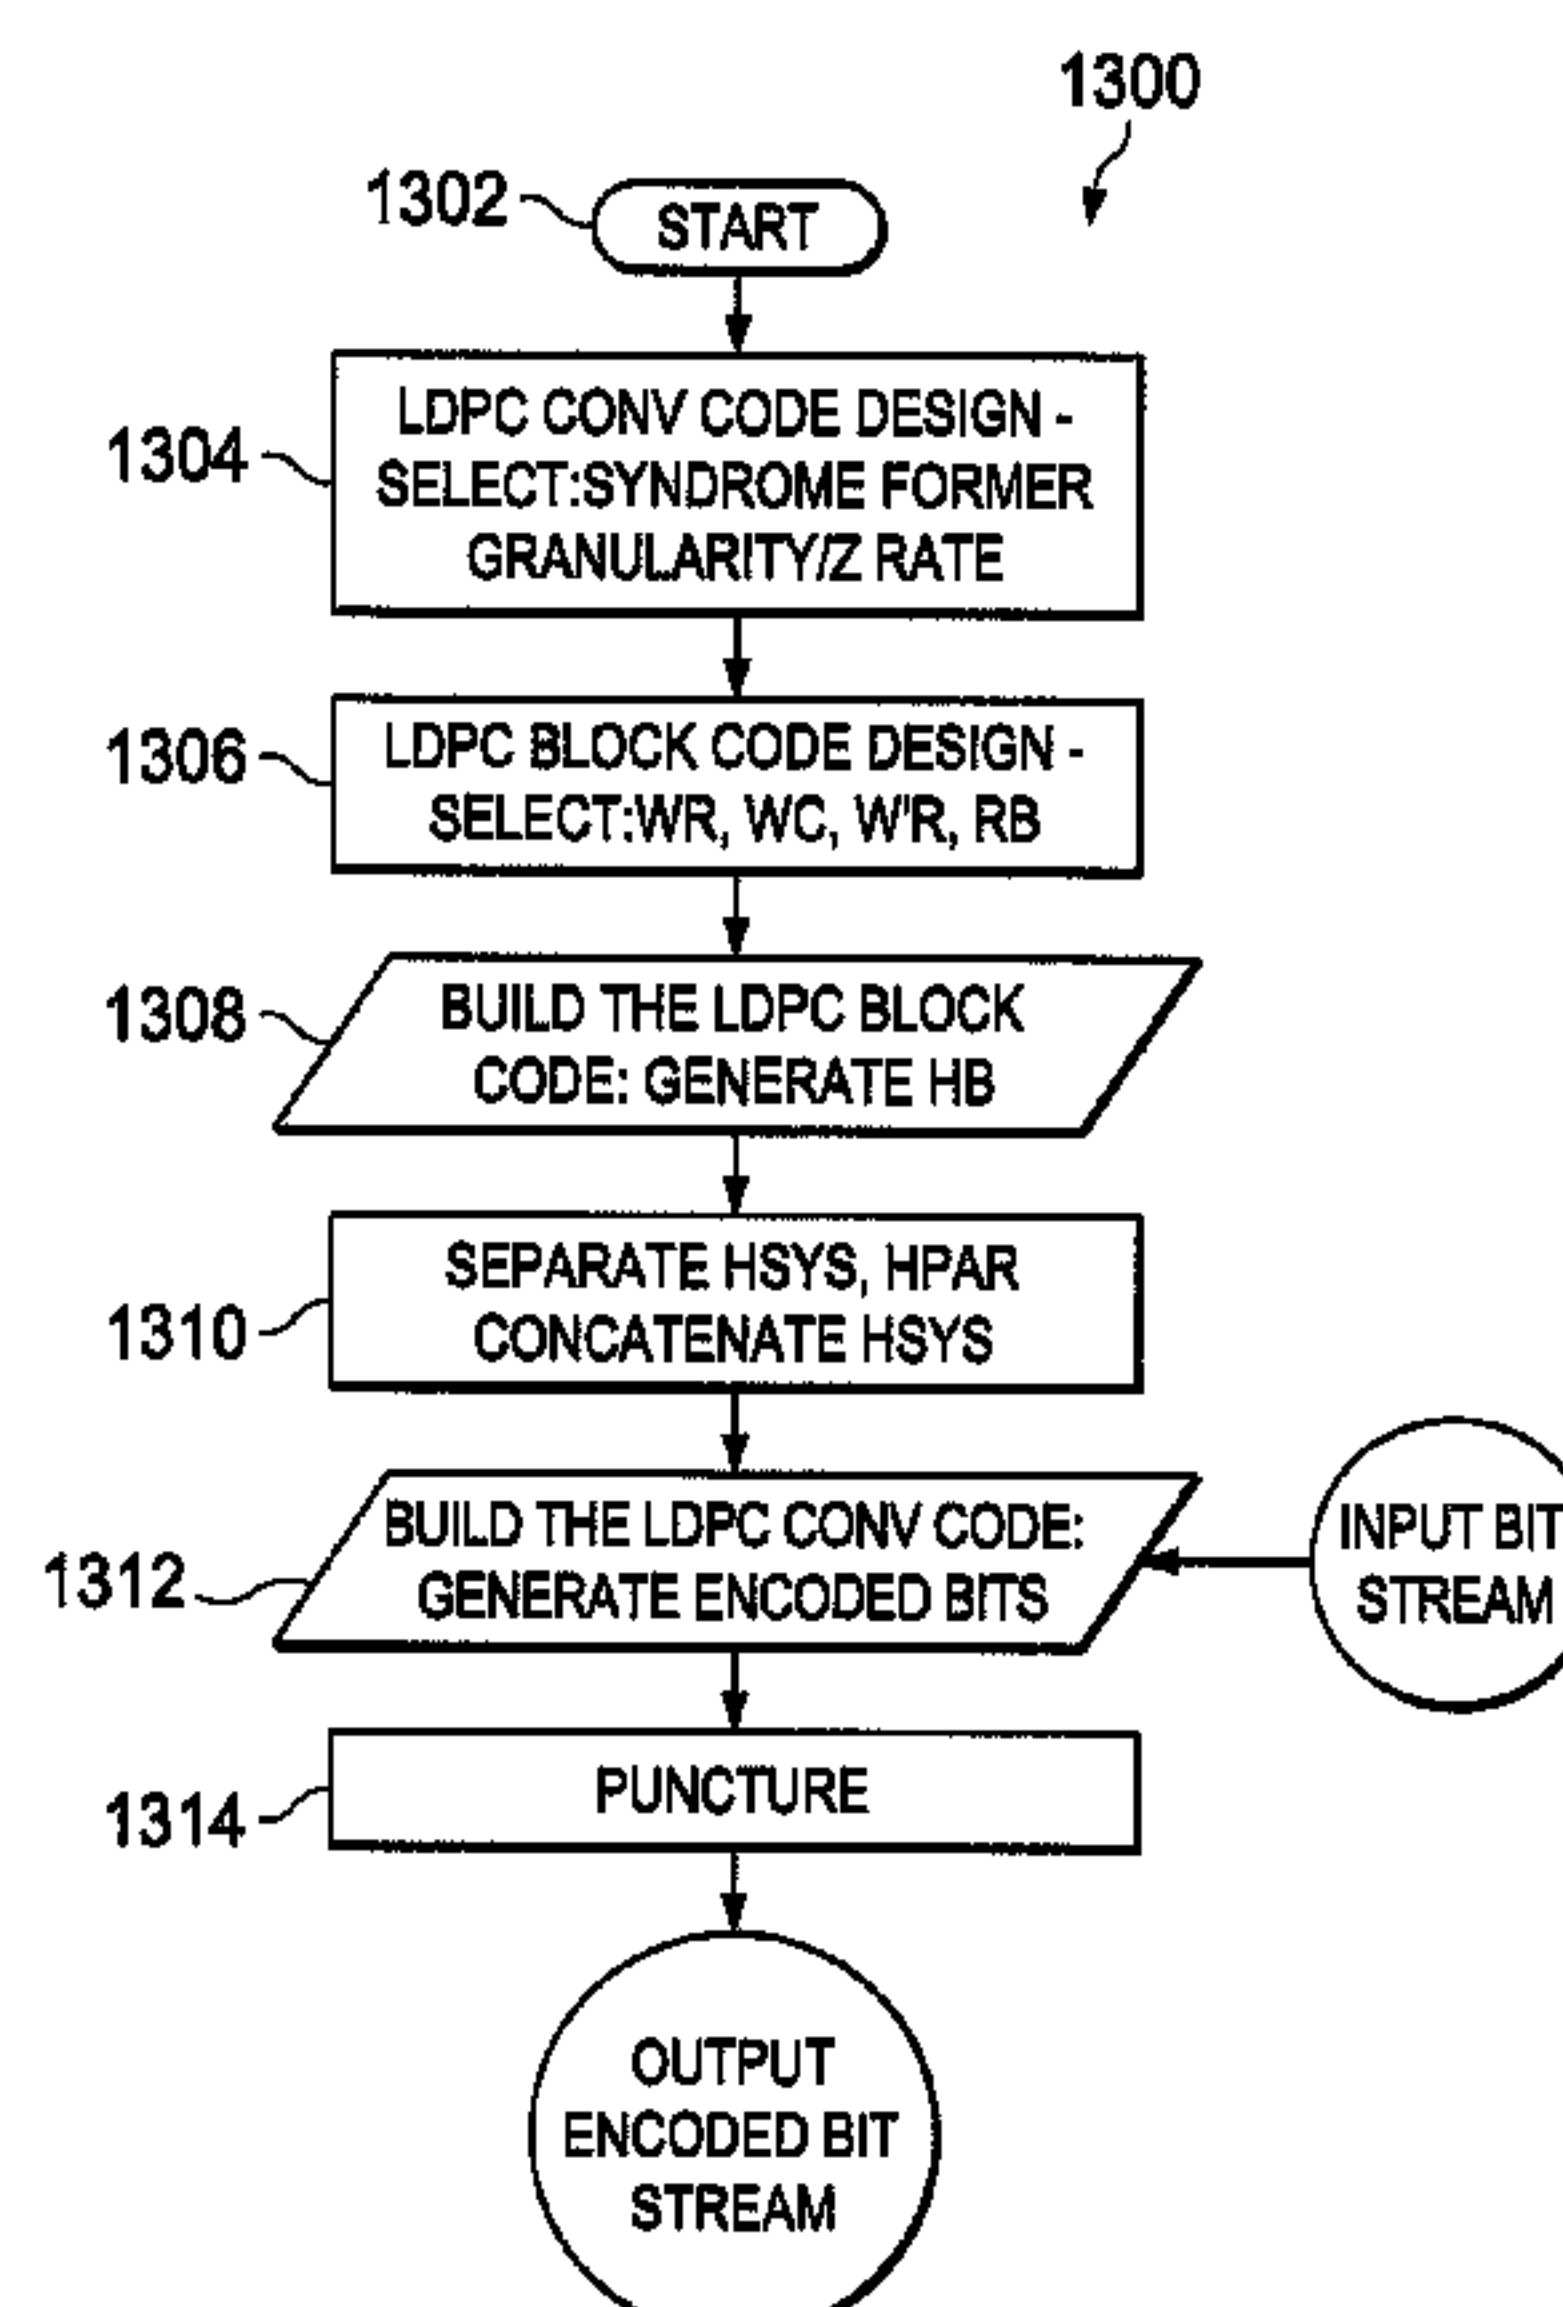 1300
1302
START
1304
LDPC CONV CODE DESIGN -
SELECT:SYNDROME FORMER
GRANULARITY/Z RATE
1306
LDPC BLOCK CODE DESIGN -
SELECT:WR, WC, W'R, RB
1308
BUILD THE LDPC BLOCK
CODE: GENERATE HB
1310
SEPARATE HSYS, HPAR
CONCATENATE HSYS
1312
BUILD THE LDPC CONV CODE:
GENERATE ENCODED BITS
INPUT BIT
STREAM
1314
PUNCTURE
OUTPUT
ENCODED BIT
STREAM